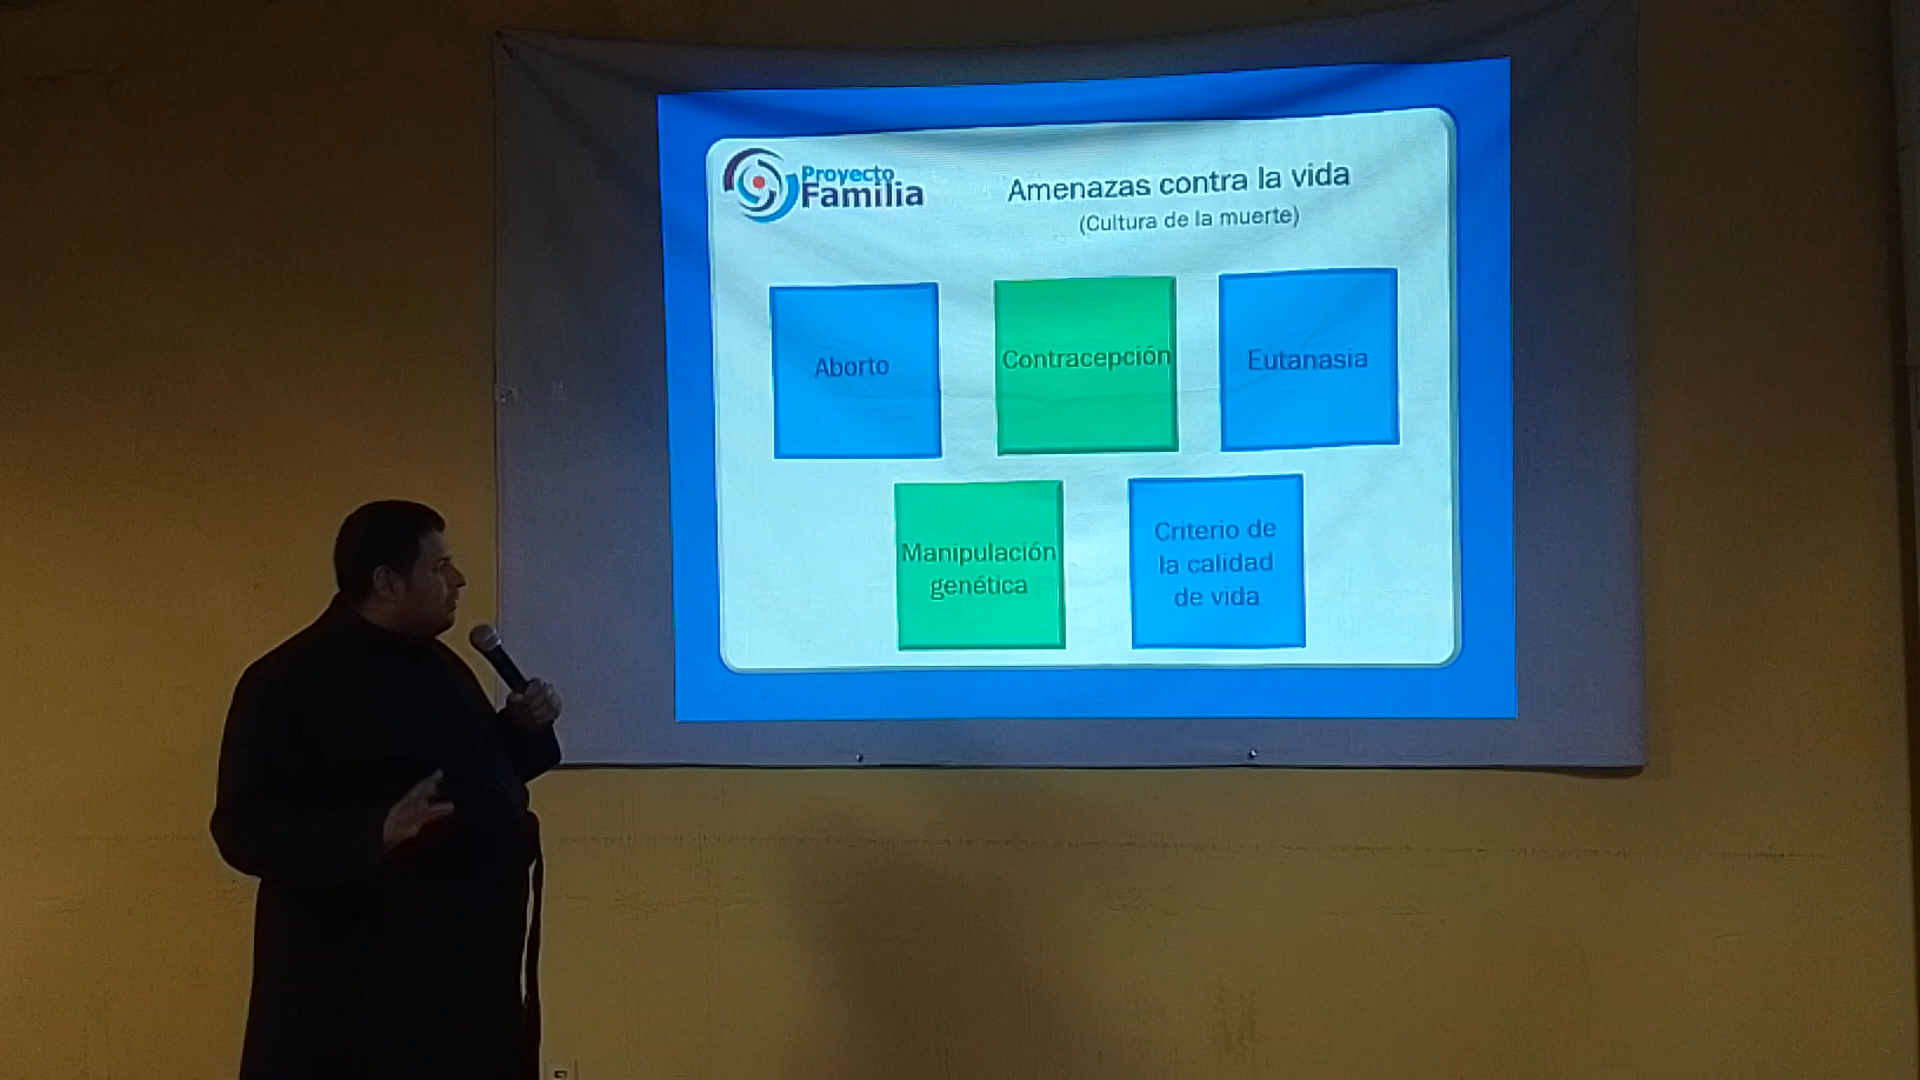 Proyecto
Familia
Amenazas contra la vida
(Cultura de la muerte)
Aborto
Contracepción
Eutanasia
Manipulación
genética
Criterio de
la calidad
de vida